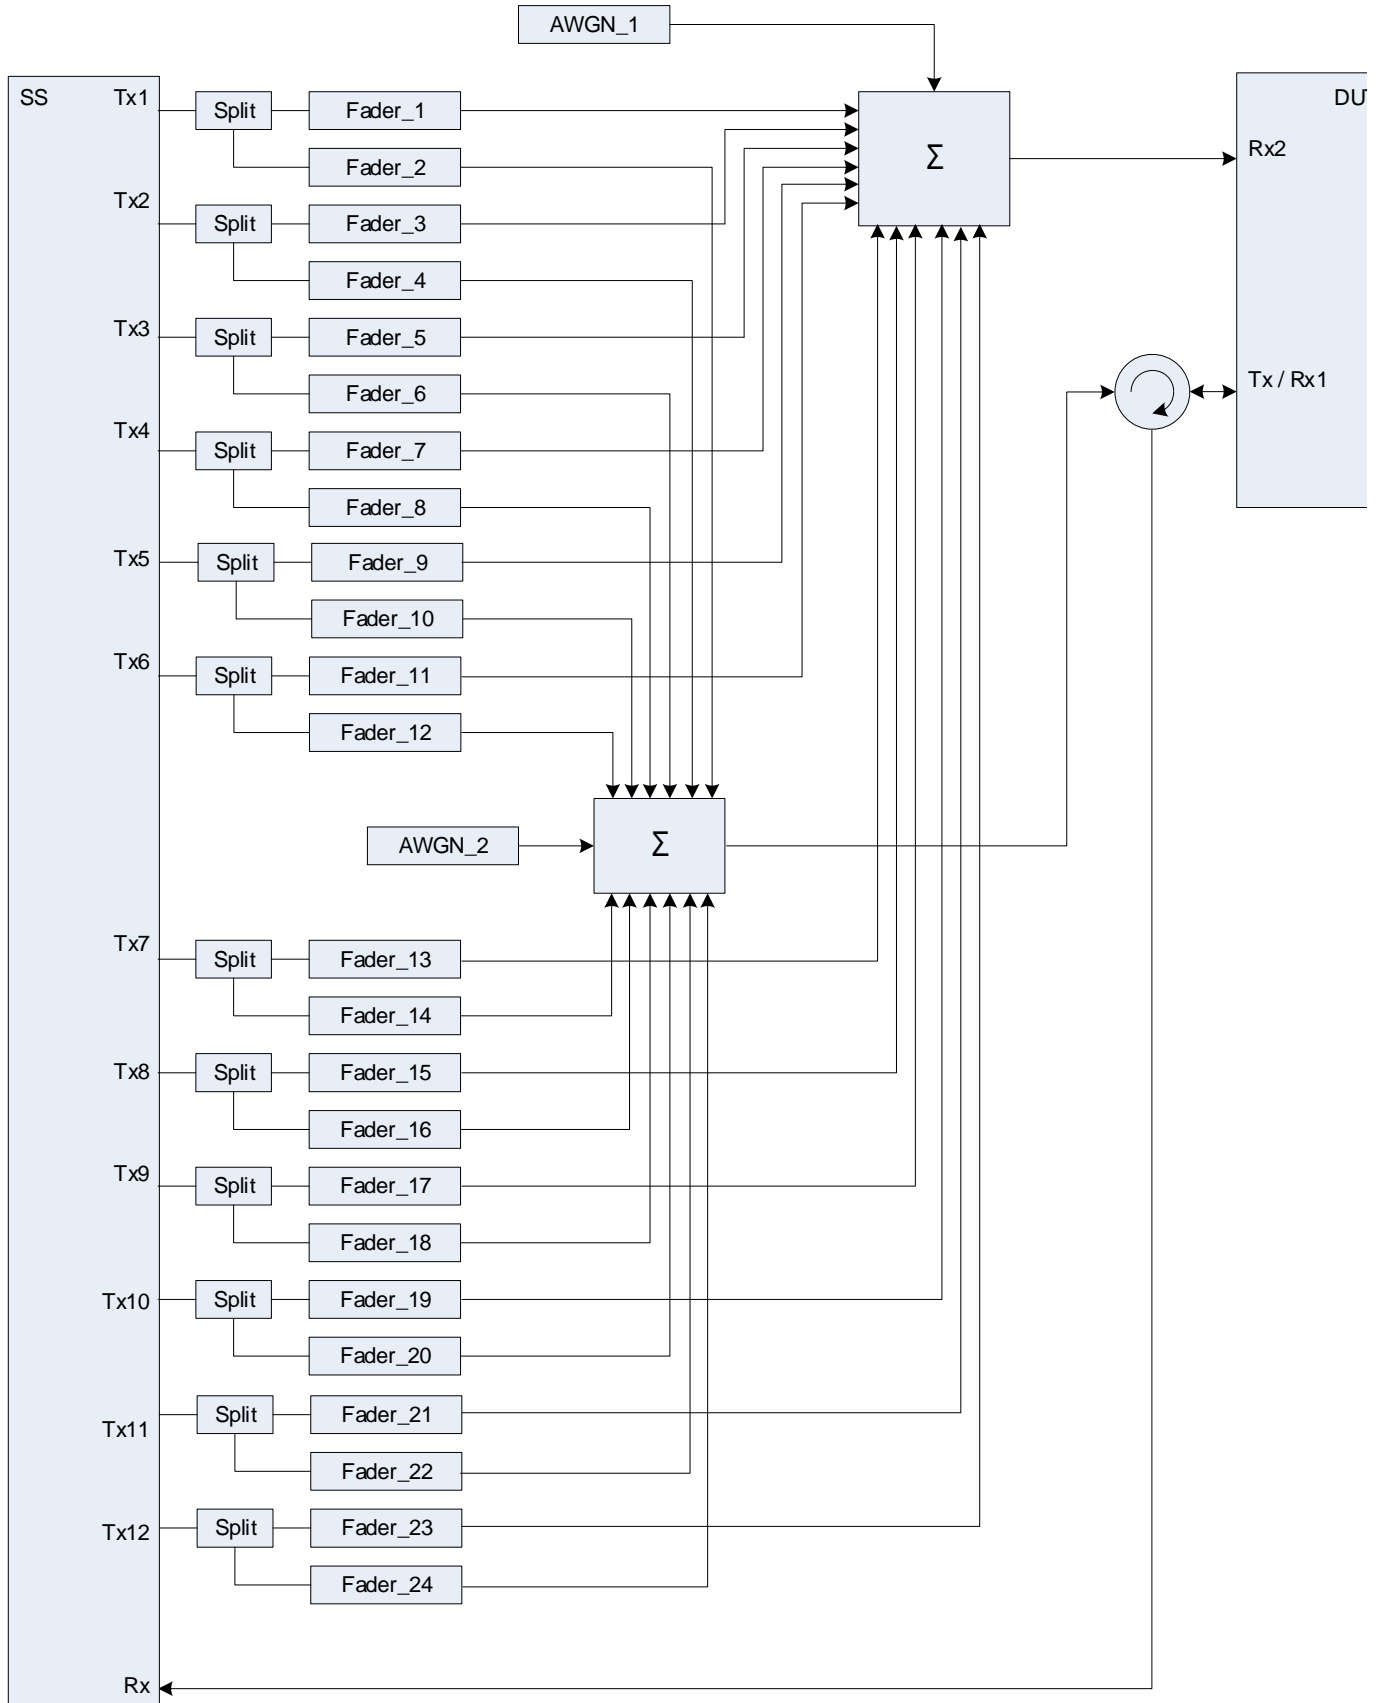 AWGN_1
SS
Tx1
Split
Fader_1
DUT
Σ
Rx2
Fader_2
Tx2
Split
Fader_3
Fader_4
Tx3
Split
Fader_5
Tx / Rx1
Fader_6
Tx4
Split
Fader_7
Fader_8
Tx5
Split
Fader_9
Fader_10
Tx6
Split
Fader_11
Fader_12
AWGN_2
Σ
Tx7
Split
Fader_13
Fader_14
Tx8
Split
Fader_15
Fader_16
Tx9
Split
Fader_17
Fader_18
Tx10
Split
Fader_19
Fader_20
Tx11
Split
Fader_21
Fader_22
Tx12
Split
Fader_23
Fader_24
Rx